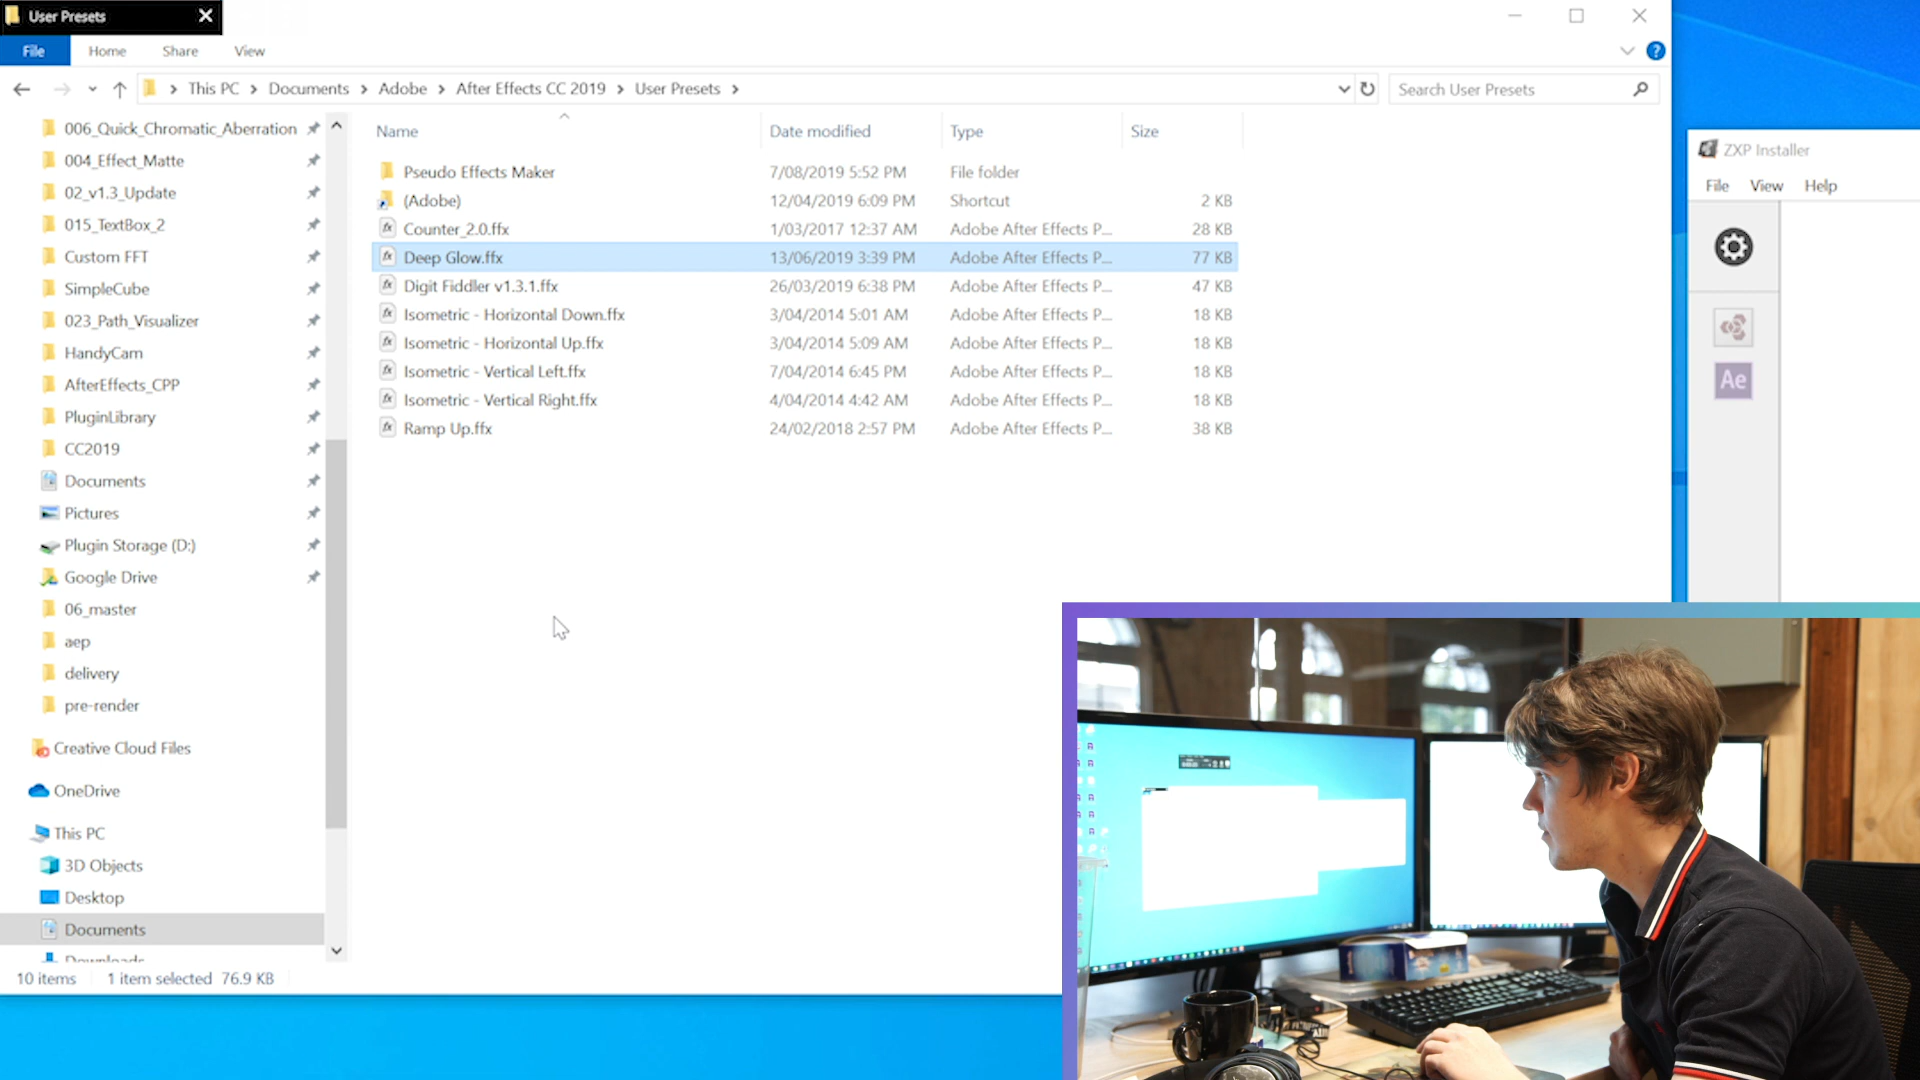 User Presets
File Home Share View
This PC Documents Adobe After Effects CC 2019 User Presets
Search User Presets
006_Quick_Chromatic_Aberration
004_Effect_Matte
02_v1.3_Update
015_TextBox_2
Custom FFT
SimpleCube
023_Path_Visualizer
HandyCam
AfterEffects_CPP
PluginLibrary
CC2019
Documents
Pictures
Plugin Storage (D:)
Google Drive
06_master
aep
delivery
pre-render
Creative Cloud Files
OneDrive
This PC
3D Objects
Desktop
Documents
Downloads
10 items 1 item selected 76.9 KB
Name Date modified Type Size
Pseudo Effects Maker 7/08/2019 5:52 PM File folder
(Adobe) 12/04/2019 6:09 PM Shortcut 2 KB
Counter_2.0.ffx 1/03/2017 12:37 AM Adobe After Effects P... 28 KB
Deep Glow.ffx 13/06/2019 3:39 PM Adobe After Effects P... 77 KB
Digit Fiddler v1.3.1.ffx 26/03/2019 6:38 PM Adobe After Effects P... 47 KB
Isometric - Horizontal Down.ffx 3/04/2014 5:01 AM Adobe After Effects P... 18 KB
Isometric - Horizontal Up.ffx 3/04/2014 5:09 AM Adobe After Effects P... 18 KB
Isometric - Vertical Left.ffx 7/04/2014 6:45 PM Adobe After Effects P... 18 KB
Isometric - Vertical Right.ffx 4/04/2014 4:42 AM Adobe After Effects P... 18 KB
Ramp Up.ffx 24/02/2018 2:57 PM Adobe After Effects P... 38 KB
ZXP Installer
File View Help
Ae